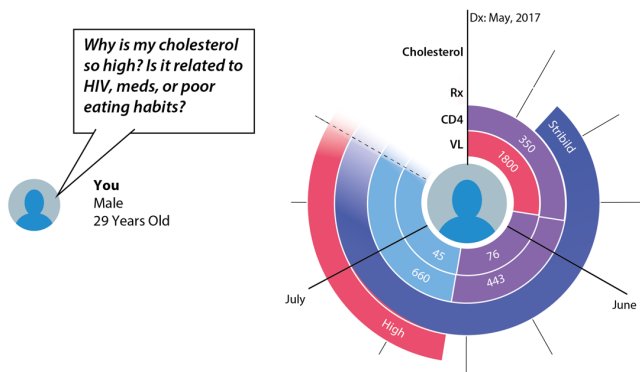 Why is my cholesterol
so high? Is it related to
HIV, meds, or poor
eating habits?
You
Male
29 Years Old
Dx: May, 2017
Cholesterol
Rx
CD4
VL
350
1800
Stribild
76
443
45
660
High
June
July